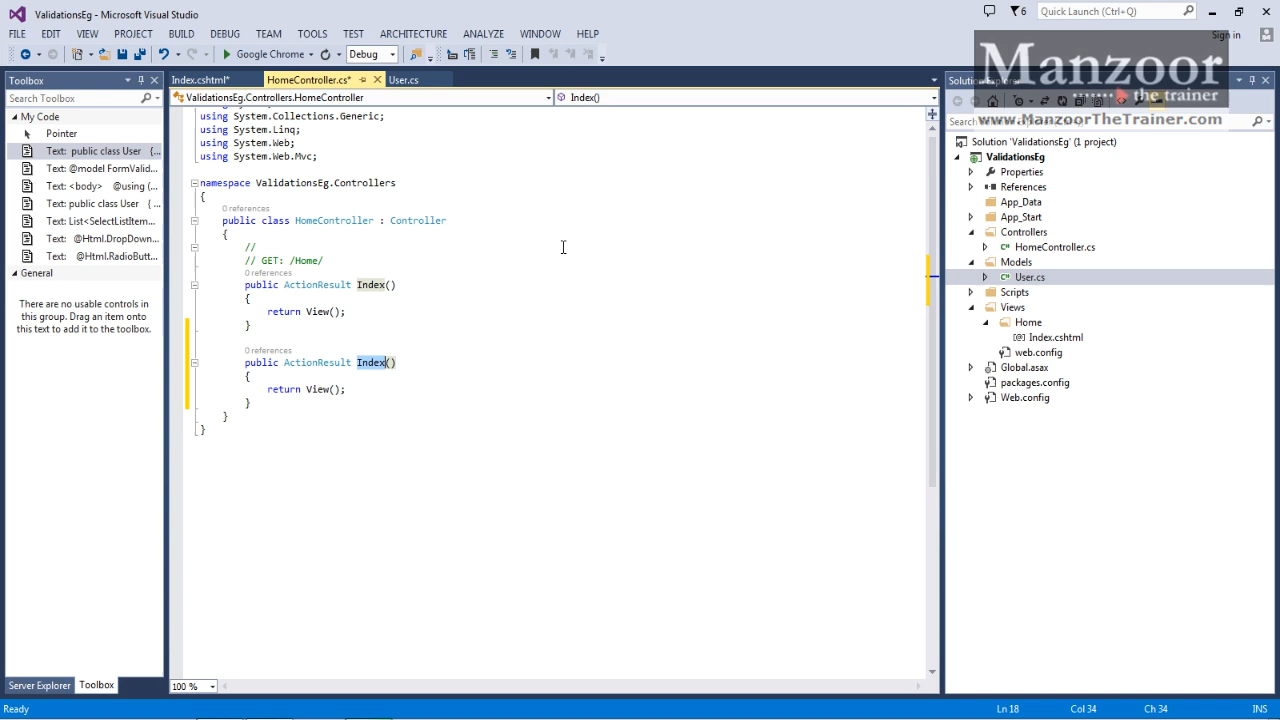 ValidationsEg - Microsoft Visual Studio
6
Quick Launch (Ctrl+Q)
FILE EDIT VIEW PROJECT BUILD DEBUG TEAM TOOLS TEST ARCHITECTURE ANALYZE WINDOW HELP
Sign in
Google Chrome
Debug
Manzoor
the trainer
www.ManzoorTheTrainer.com
Toolbox
Index.cshtml*
HomeController.cs*
User.cs
Solution Explorer
Search Toolbox
ValidationsEg.Controllers.HomeController
Index()
My Code
Pointer
Text: public class User {...
Text: @model FormValid...
Text: <body> @using (...
Text: public class User {...
Text: List<SelectListItem...
Text: @Html.DropDown...
Text: @Html.RadioButt...
General
There are no usable controls in
this group. Drag an item onto
this text to add it to the toolbox.
Server Explorer
Toolbox
using System.Collections.Generic;
using System.Linq;
using System.Web;
using System.Web.Mvc;
namespace ValidationsEg.Controllers
{
0 references
public class HomeController : Controller
{
//
// GET: /Home/
0 references
public ActionResult Index()
{
return View();
}
0 references
public ActionResult Index()
{
return View();
}
}
}
100 %
Solution 'ValidationsEg' (1 project)
ValidationsEg
Properties
References
App_Data
App_Start
Controllers
HomeController.cs
Models
User.cs
Scripts
Views
Home
Index.cshtml
web.config
Global.asax
packages.config
Web.config
Ready
Ln 18
Col 34
Ch 34
INS